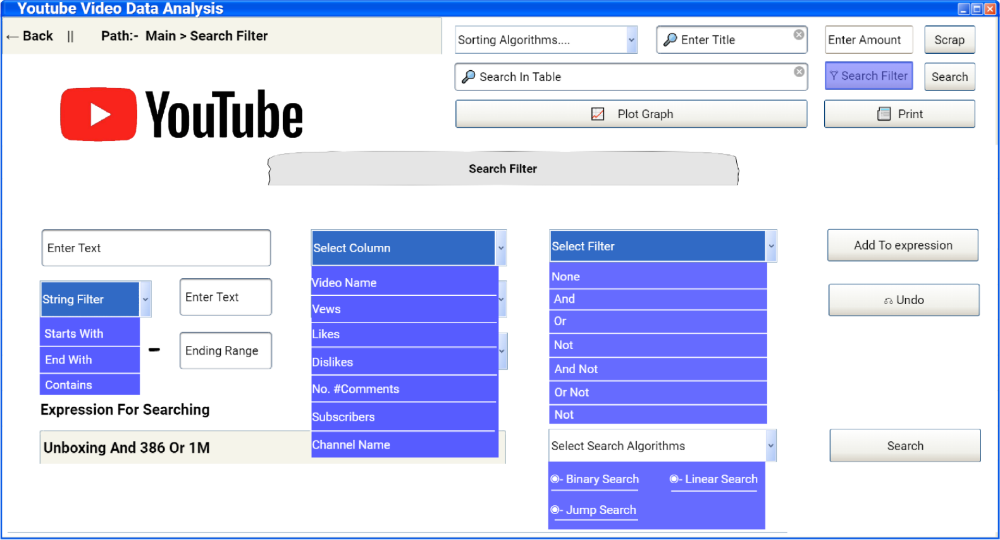 Youtube Video Data Analysis
← Back || Path:- Main > Search Filter
Sorting Algorithms.... Enter Title Enter Amount Scrap
Search In Table Search Filter Search
Plot Graph Print
YouTube
Search Filter
Enter Text
String Filter Enter Text
Starts With
End With
Contains
- Ending Range
Select Column
Video Name
Vews
Likes
Dislikes
No. #Comments
Subscribers
Channel Name
Select Filter
None
And
Or
Not
And Not
Or Not
Not
Add To expression
Undo
Expression For Searching
Unboxing And 386 Or 1M
Select Search Algorithms
- Binary Search - Linear Search
- Jump Search
Search